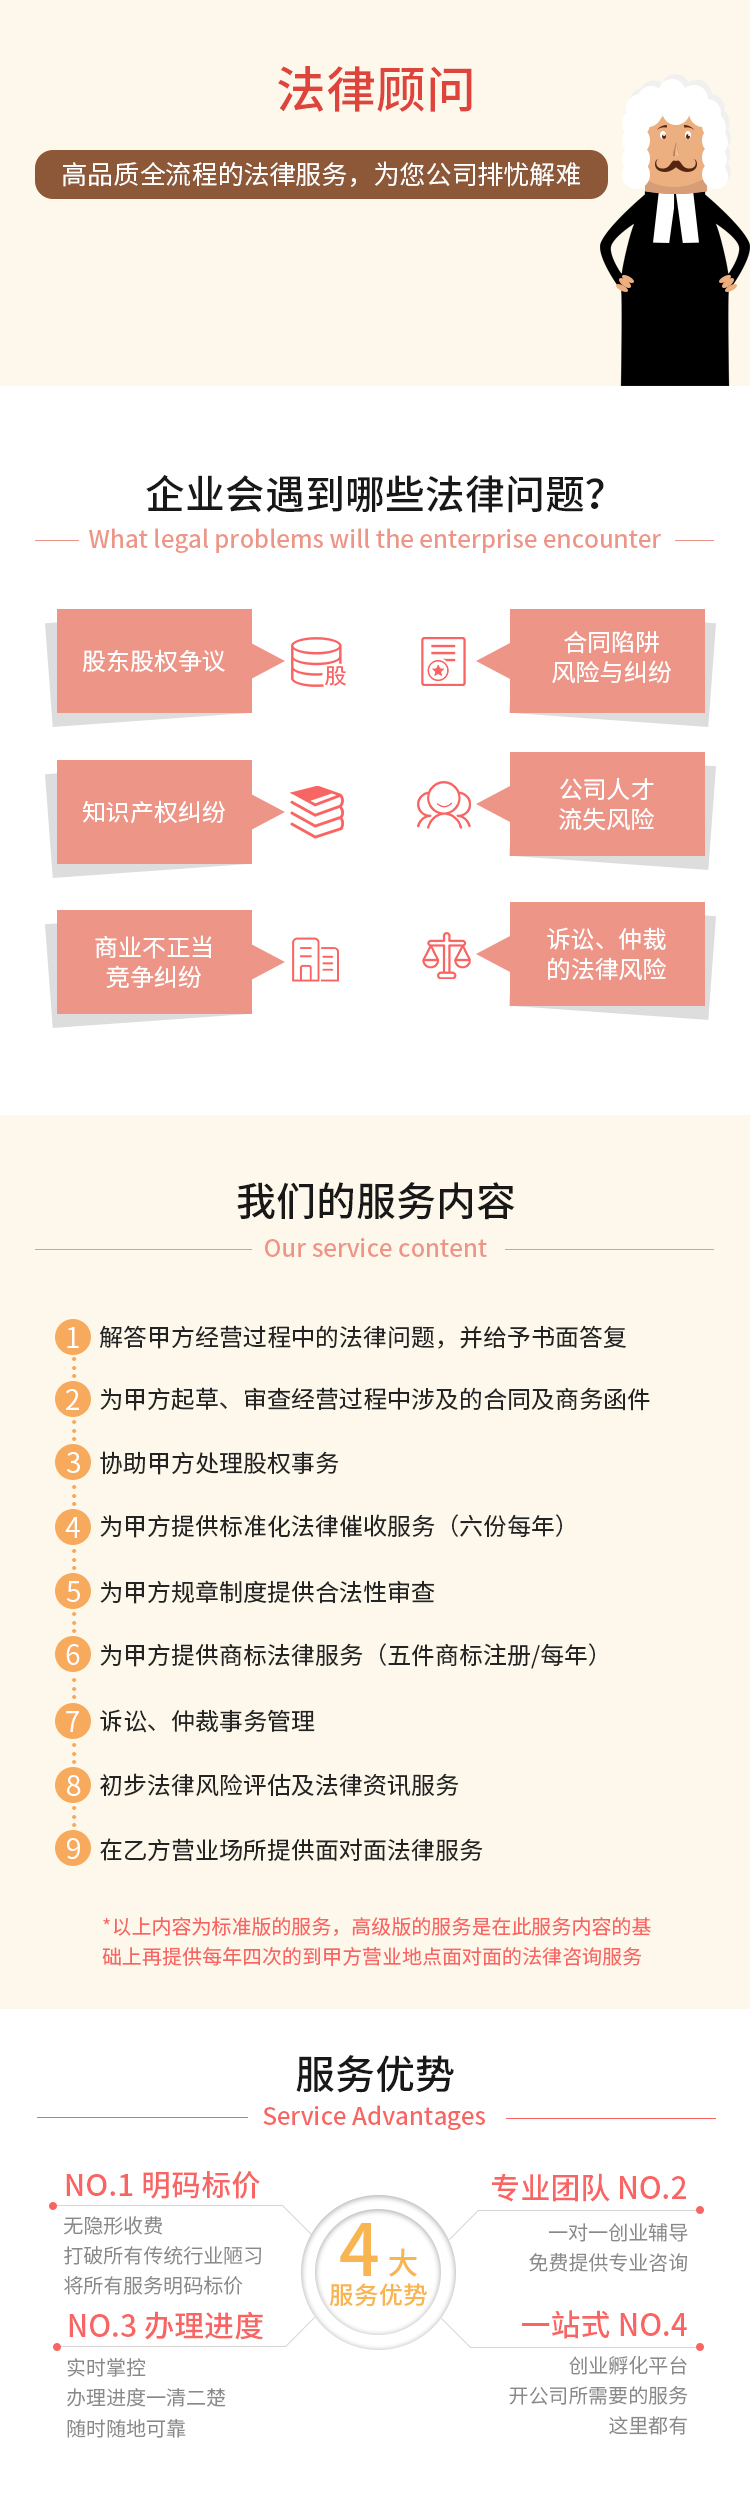 法律顾问
高品质全流程的法律服务，为您公司排忧解难
企业会遇到哪些法律问题？
What legal problems will the enterprise encounter
股东股权争议
股
合同陷阱
风险与纠纷
知识产权纠纷
公司人才
流失风险
商业不正当
竞争纠纷
诉讼、仲裁
的法律风险
我们的服务内容
Our service content
1 解答甲方经营过程中的法律问题，并给予书面答复
2 为甲方起草、审查经营过程中涉及的合同及商务函件
3 协助甲方处理股权事务
4 为甲方提供标准化法律催收服务（六份每年）
5 为甲方规章制度提供合法性审查
6 为甲方提供商标法律服务（五件商标注册/每年）
7 诉讼、仲裁事务管理
8 初步法律风险评估及法律资讯服务
9 在乙方营业场所提供面对面法律服务
*以上内容为标准版的服务，高级版的服务是在此服务内容的基
础上再提供每年四次的到甲方营业地点面对面的法律咨询服务
服务优势
Service Advantages
NO.1 明码标价
无隐形收费
打破所有传统行业陋习
将所有服务明码标价
专业团队 NO.2
一对一创业辅导
免费提供专业咨询
4大
服务优势
NO.3 办理进度
实时掌控
办理进度一清二楚
随时随地可靠
一站式 NO.4
创业孵化平台
开公司所需要的服务
这里都有